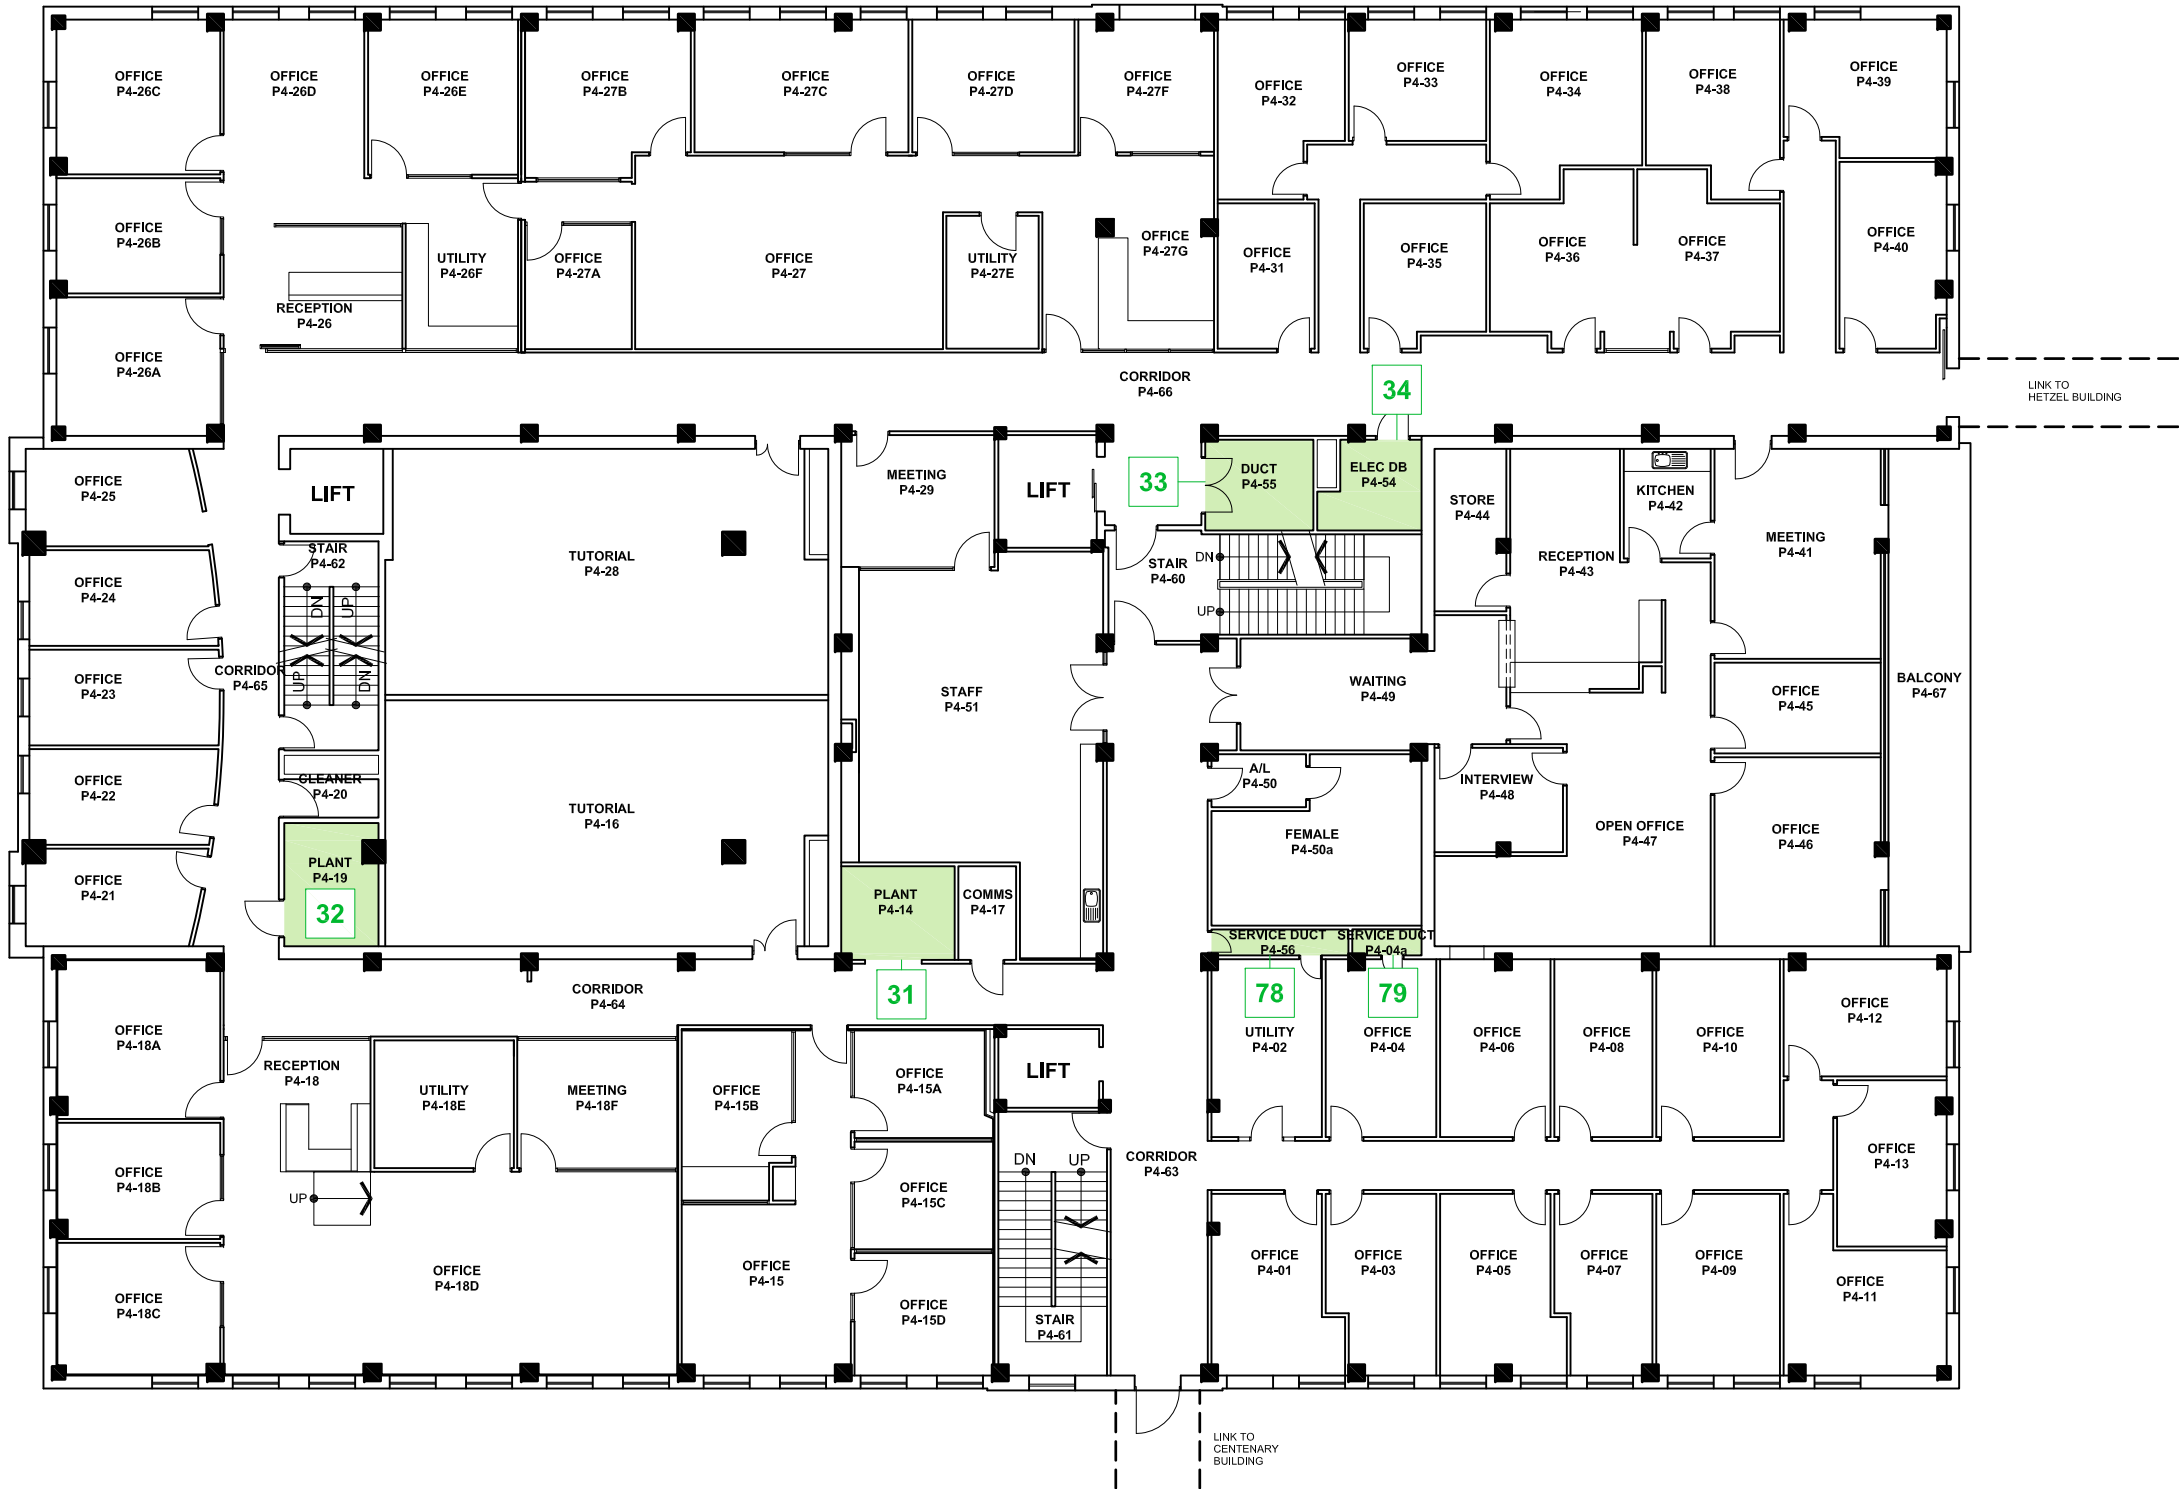 OFFICE
P4-26C
OFFICE
P4-26D
OFFICE
P4-26E
OFFICE
P4-27B
OFFICE
P4-27C
OFFICE
P4-27D
OFFICE
P4-27F
OFFICE
P4-32
OFFICE
P4-33
OFFICE
P4-34
OFFICE
P4-38
OFFICE
P4-39
OFFICE
P4-26B
RECEPTION
P4-26
UTILITY
P4-26F
OFFICE
P4-27A
OFFICE
P4-27
UTILITY
P4-27E
OFFICE
P4-27G
OFFICE
P4-31
OFFICE
P4-35
OFFICE
P4-36
OFFICE
P4-37
OFFICE
P4-40
OFFICE
P4-26A
CORRIDOR
P4-66
34
LINK TO
HETZEL BUILDING
OFFICE
P4-25
LIFT
MEETING
P4-29
LIFT
33
DUCT
P4-55
ELEC DB
P4-54
STORE
P4-44
KITCHEN
P4-42
MEETING
P4-41
STAIR
P4-62
TUTORIAL
P4-28
STAIR
P4-60
DN
UP
RECEPTION
P4-43
OFFICE
P4-24
DN
UP
UP
DN
CORRIDOR
P4-65
OFFICE
P4-23
STAFF
P4-51
WAITING
P4-49
OFFICE
P4-45
BALCONY
P4-67
OFFICE
P4-22
CLEANER
P4-20
TUTORIAL
P4-16
A/L
P4-50
INTERVIEW
P4-48
OPEN OFFICE
P4-47
OFFICE
P4-46
FEMALE
P4-50a
OFFICE
P4-21
PLANT
P4-19
32
PLANT
P4-14
COMMS
P4-17
SERVICE DUCT
P4-56
SERVICE DUCT
P4-04a
CORRIDOR
P4-64
31
78
79
OFFICE
P4-18A
RECEPTION
P4-18
UTILITY
P4-18E
MEETING
P4-18F
OFFICE
P4-15B
OFFICE
P4-15A
LIFT
UTILITY
P4-02
OFFICE
P4-04
OFFICE
P4-06
OFFICE
P4-08
OFFICE
P4-10
OFFICE
P4-12
OFFICE
P4-18B
UP
OFFICE
P4-15C
DN
UP
CORRIDOR
P4-63
OFFICE
P4-13
OFFICE
P4-18C
OFFICE
P4-18D
OFFICE
P4-15
OFFICE
P4-15D
STAIR
P4-61
OFFICE
P4-01
OFFICE
P4-03
OFFICE
P4-05
OFFICE
P4-07
OFFICE
P4-09
OFFICE
P4-11
LINK TO
CENTENARY
BUILDING